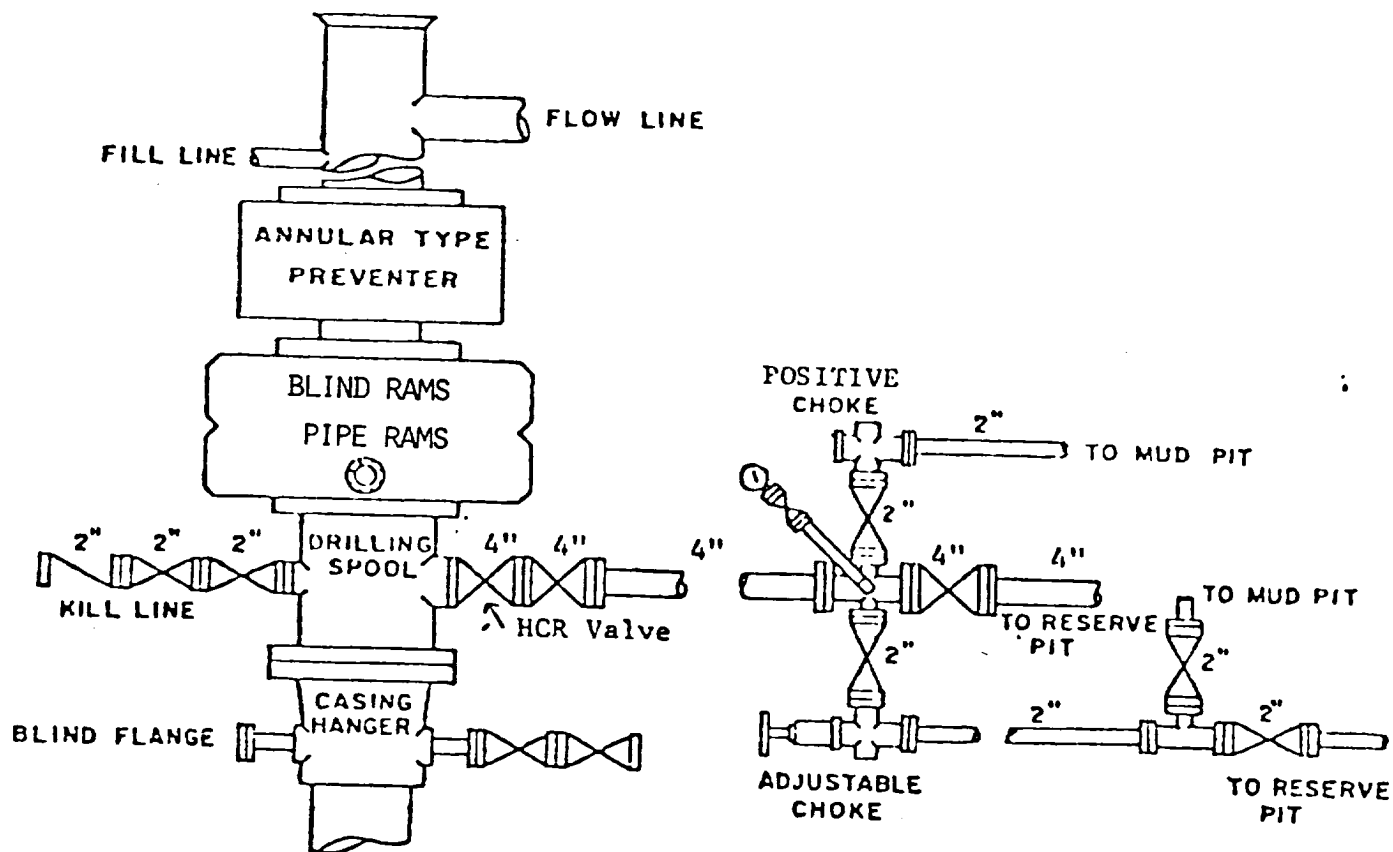 FLOW LINE
FILL LINE
ANNULAR TYPE
PREVENTER
BLIND RAMS
PIPE RAMS
2" 2" 2"
DRILLING
SPOOL
4" 4" 4"
KILL LINE
HCR Valve
CASING
HANGER
BLIND FLANGE
POSITIVE
CHOKE
2"
TO MUD PIT
2"
4" 4"
TO RESERVE
PIT
2"
TO MUD PIT
2"
2" 2"
ADJUSTABLE
CHOKE
TO RESERVE
PIT